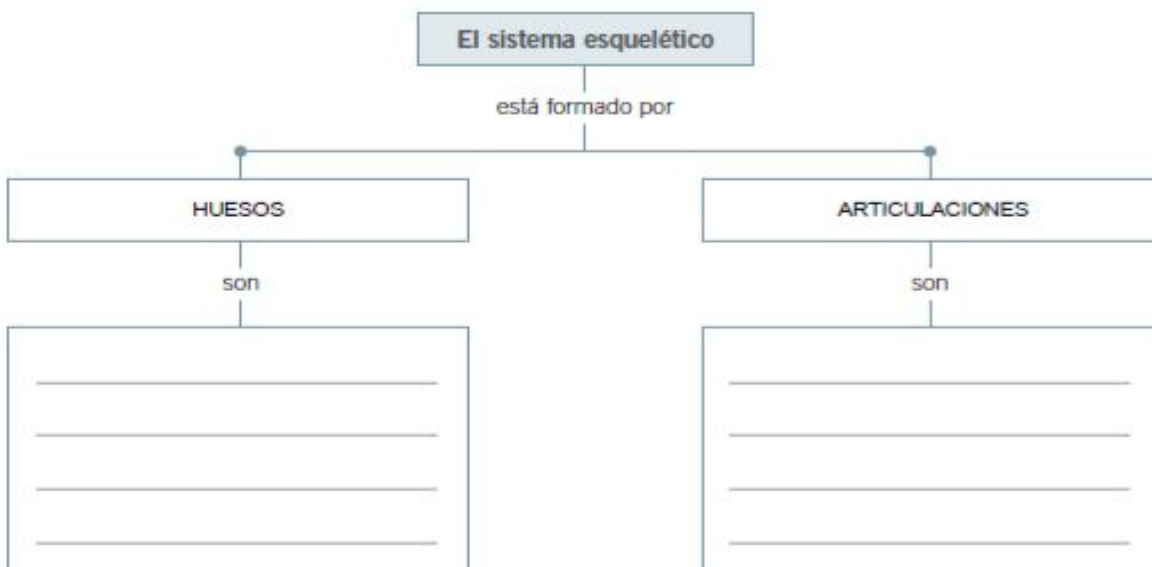 El sistema esquelético
está formado por
HUESOS
ARTICULACIONES
son
son